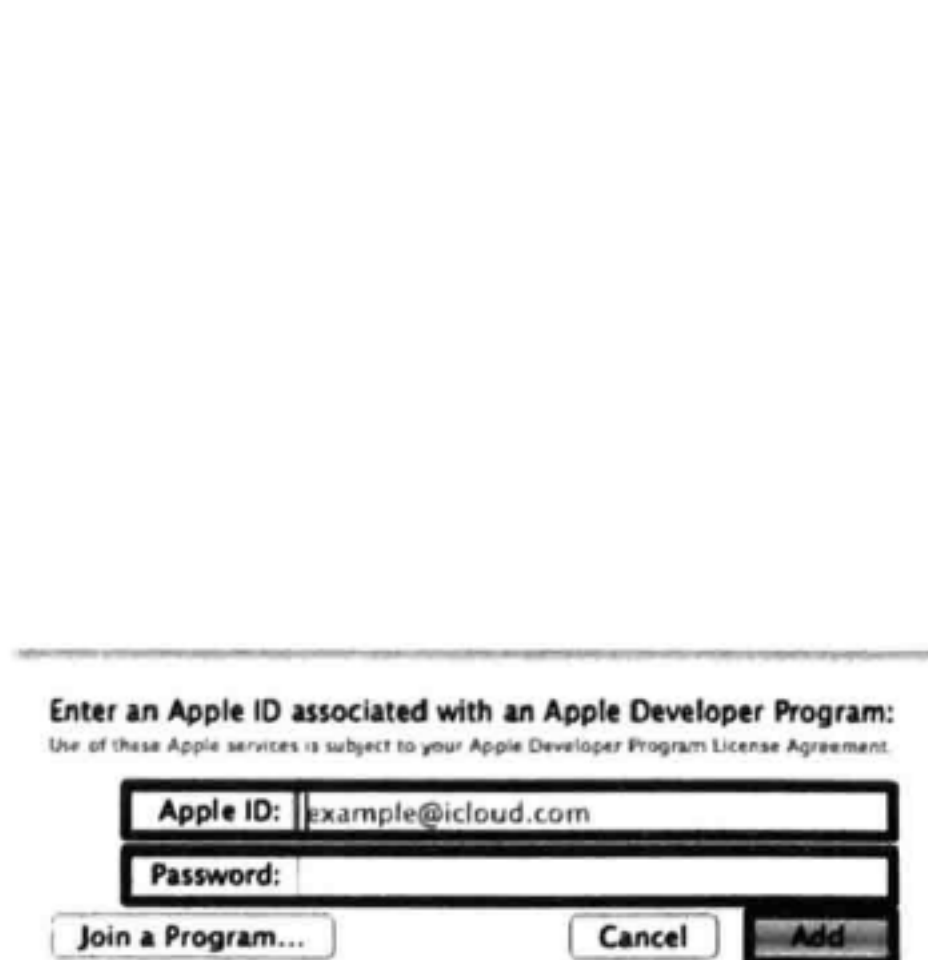 Enter an Apple ID associated with an Apple Developer Program:
Use of these Apple services is subject to your Apple Developer Program License Agreement.
Apple ID: example@icloud.com
Password:
Join a Program... Cancel Add